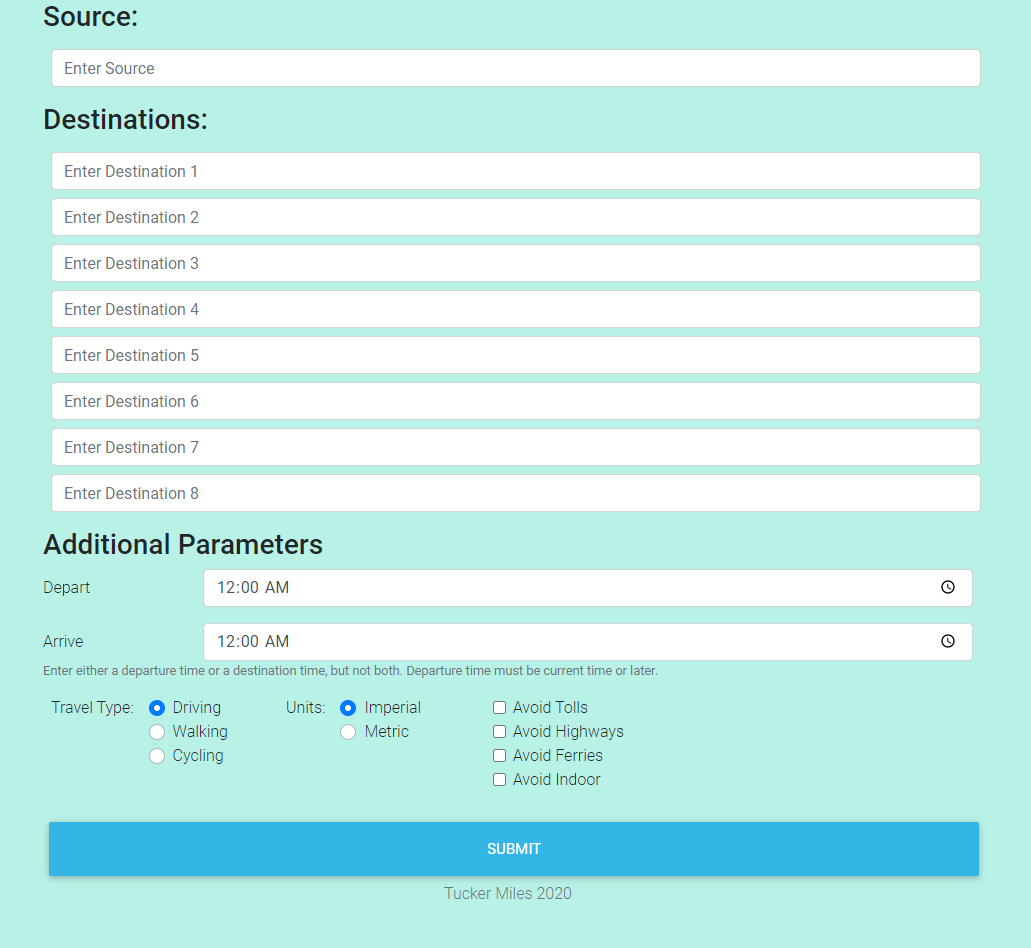 Source:
Enter Source
Destinations:
Enter Destination 1
Enter Destination 2
Enter Destination 3
Enter Destination 4
Enter Destination 5
Enter Destination 6
Enter Destination 7
Enter Destination 8
Additional Parameters
Depart 12:00 AM
Arrive 12:00 AM
Enter either a departure time or a destination time, but not both. Departure time must be current time or later.
Travel Type: Driving Units: Imperial Avoid Tolls
Walking Metric Avoid Highways
Cycling Avoid Ferries
Avoid Indoor
SUBMIT
Tucker Miles 2020